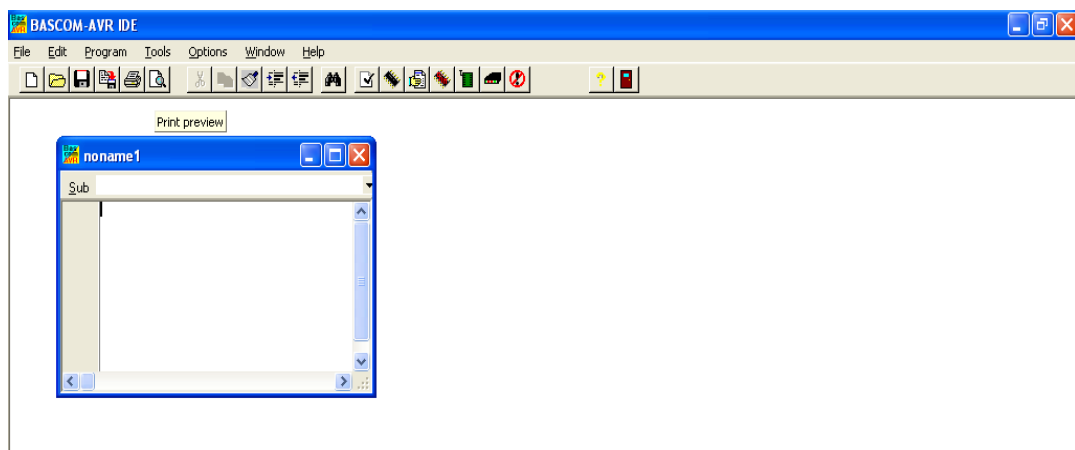 BASCOM-AVR IDE
File Edit Program Tools Options Window Help
Print preview
noname1
Sub